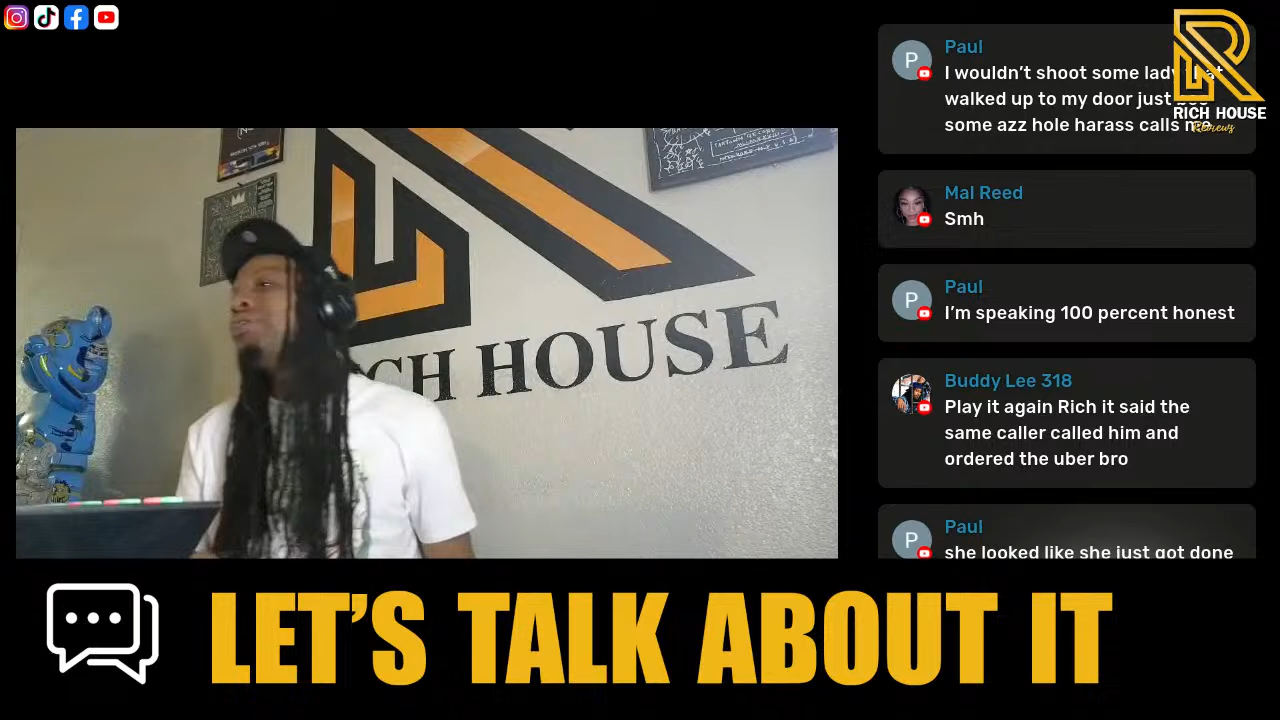 Paul
I wouldn’t shoot some lady
walked up to my door just
some azz hole harass calls me
RICH HOUSE
Reviews
Mal Reed
Smh
Paul
I’m speaking 100 percent honest
Buddy Lee 318
Play it again Rich it said the
same caller called him and
ordered the uber bro
Paul
she looked like she just got done
P
P
P
CH HOUSE
LET’S TALK ABOUT IT